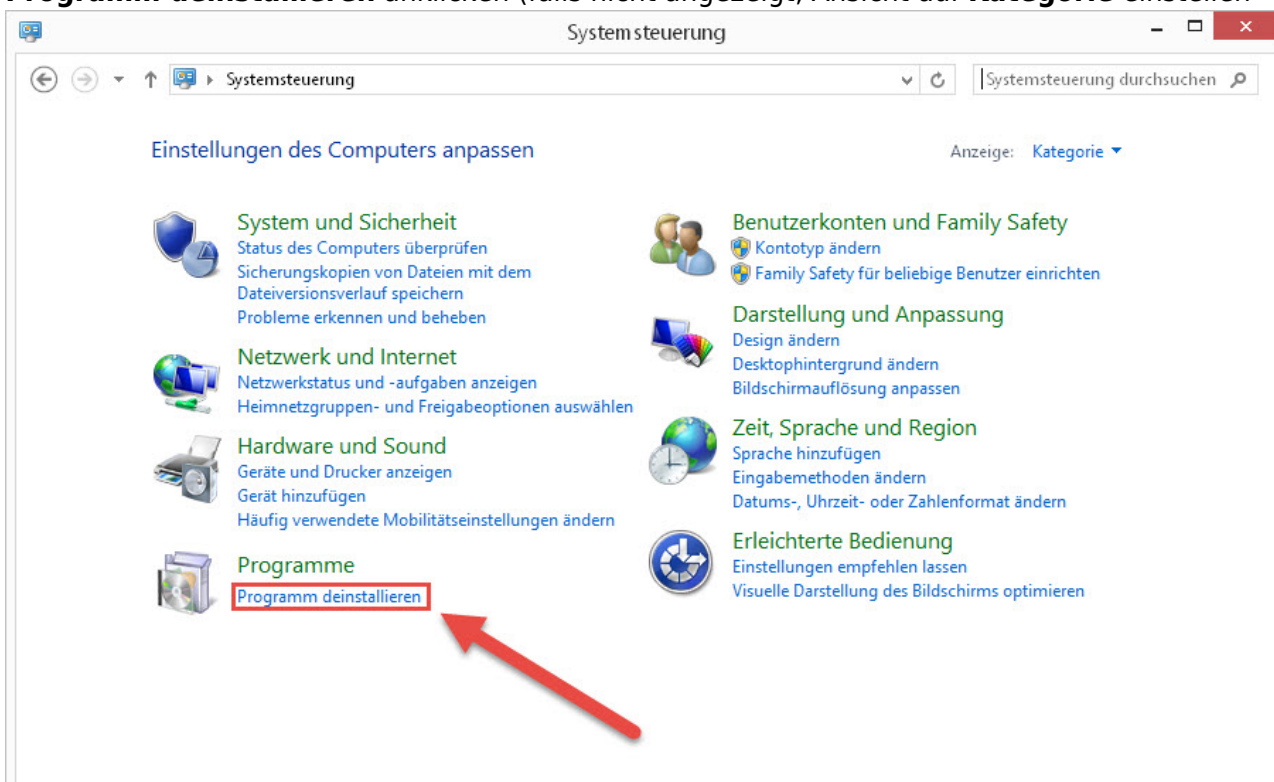 Programm deinstallieren anklicken (falls nicht angezeigt, Ansicht auf Kategorie einstellen
Systemsteuerung
Systemsteuerung
Systemsteuerung durchsuchen
Einstellungen des Computers anpassen
Anzeige: Kategorie
System und Sicherheit
Status des Computers überprüfen
Sicherungskopien von Dateien mit dem
Dateiversionsverlauf speichern
Probleme erkennen und beheben
Netzwerk und Internet
Netzwerkstatus und -aufgaben anzeigen
Heimnetzgruppen- und Freigabeoptionen auswählen
Hardware und Sound
Geräte und Drucker anzeigen
Gerät hinzufügen
Häufig verwendete Mobilitätseinstellungen ändern
Programme
Programm deinstallieren
Benutzerkonten und Family Safety
Kontotyp ändern
Family Safety für beliebige Benutzer einrichten
Darstellung und Anpassung
Design ändern
Desktophintergrund ändern
Bildschirmauflösung anpassen
Zeit, Sprache und Region
Sprache hinzufügen
Eingabemethoden ändern
Datums-, Uhrzeit- oder Zahlenformat ändern
Erleichterte Bedienung
Einstellungen empfehlen lassen
Visuelle Darstellung des Bildschirms optimieren